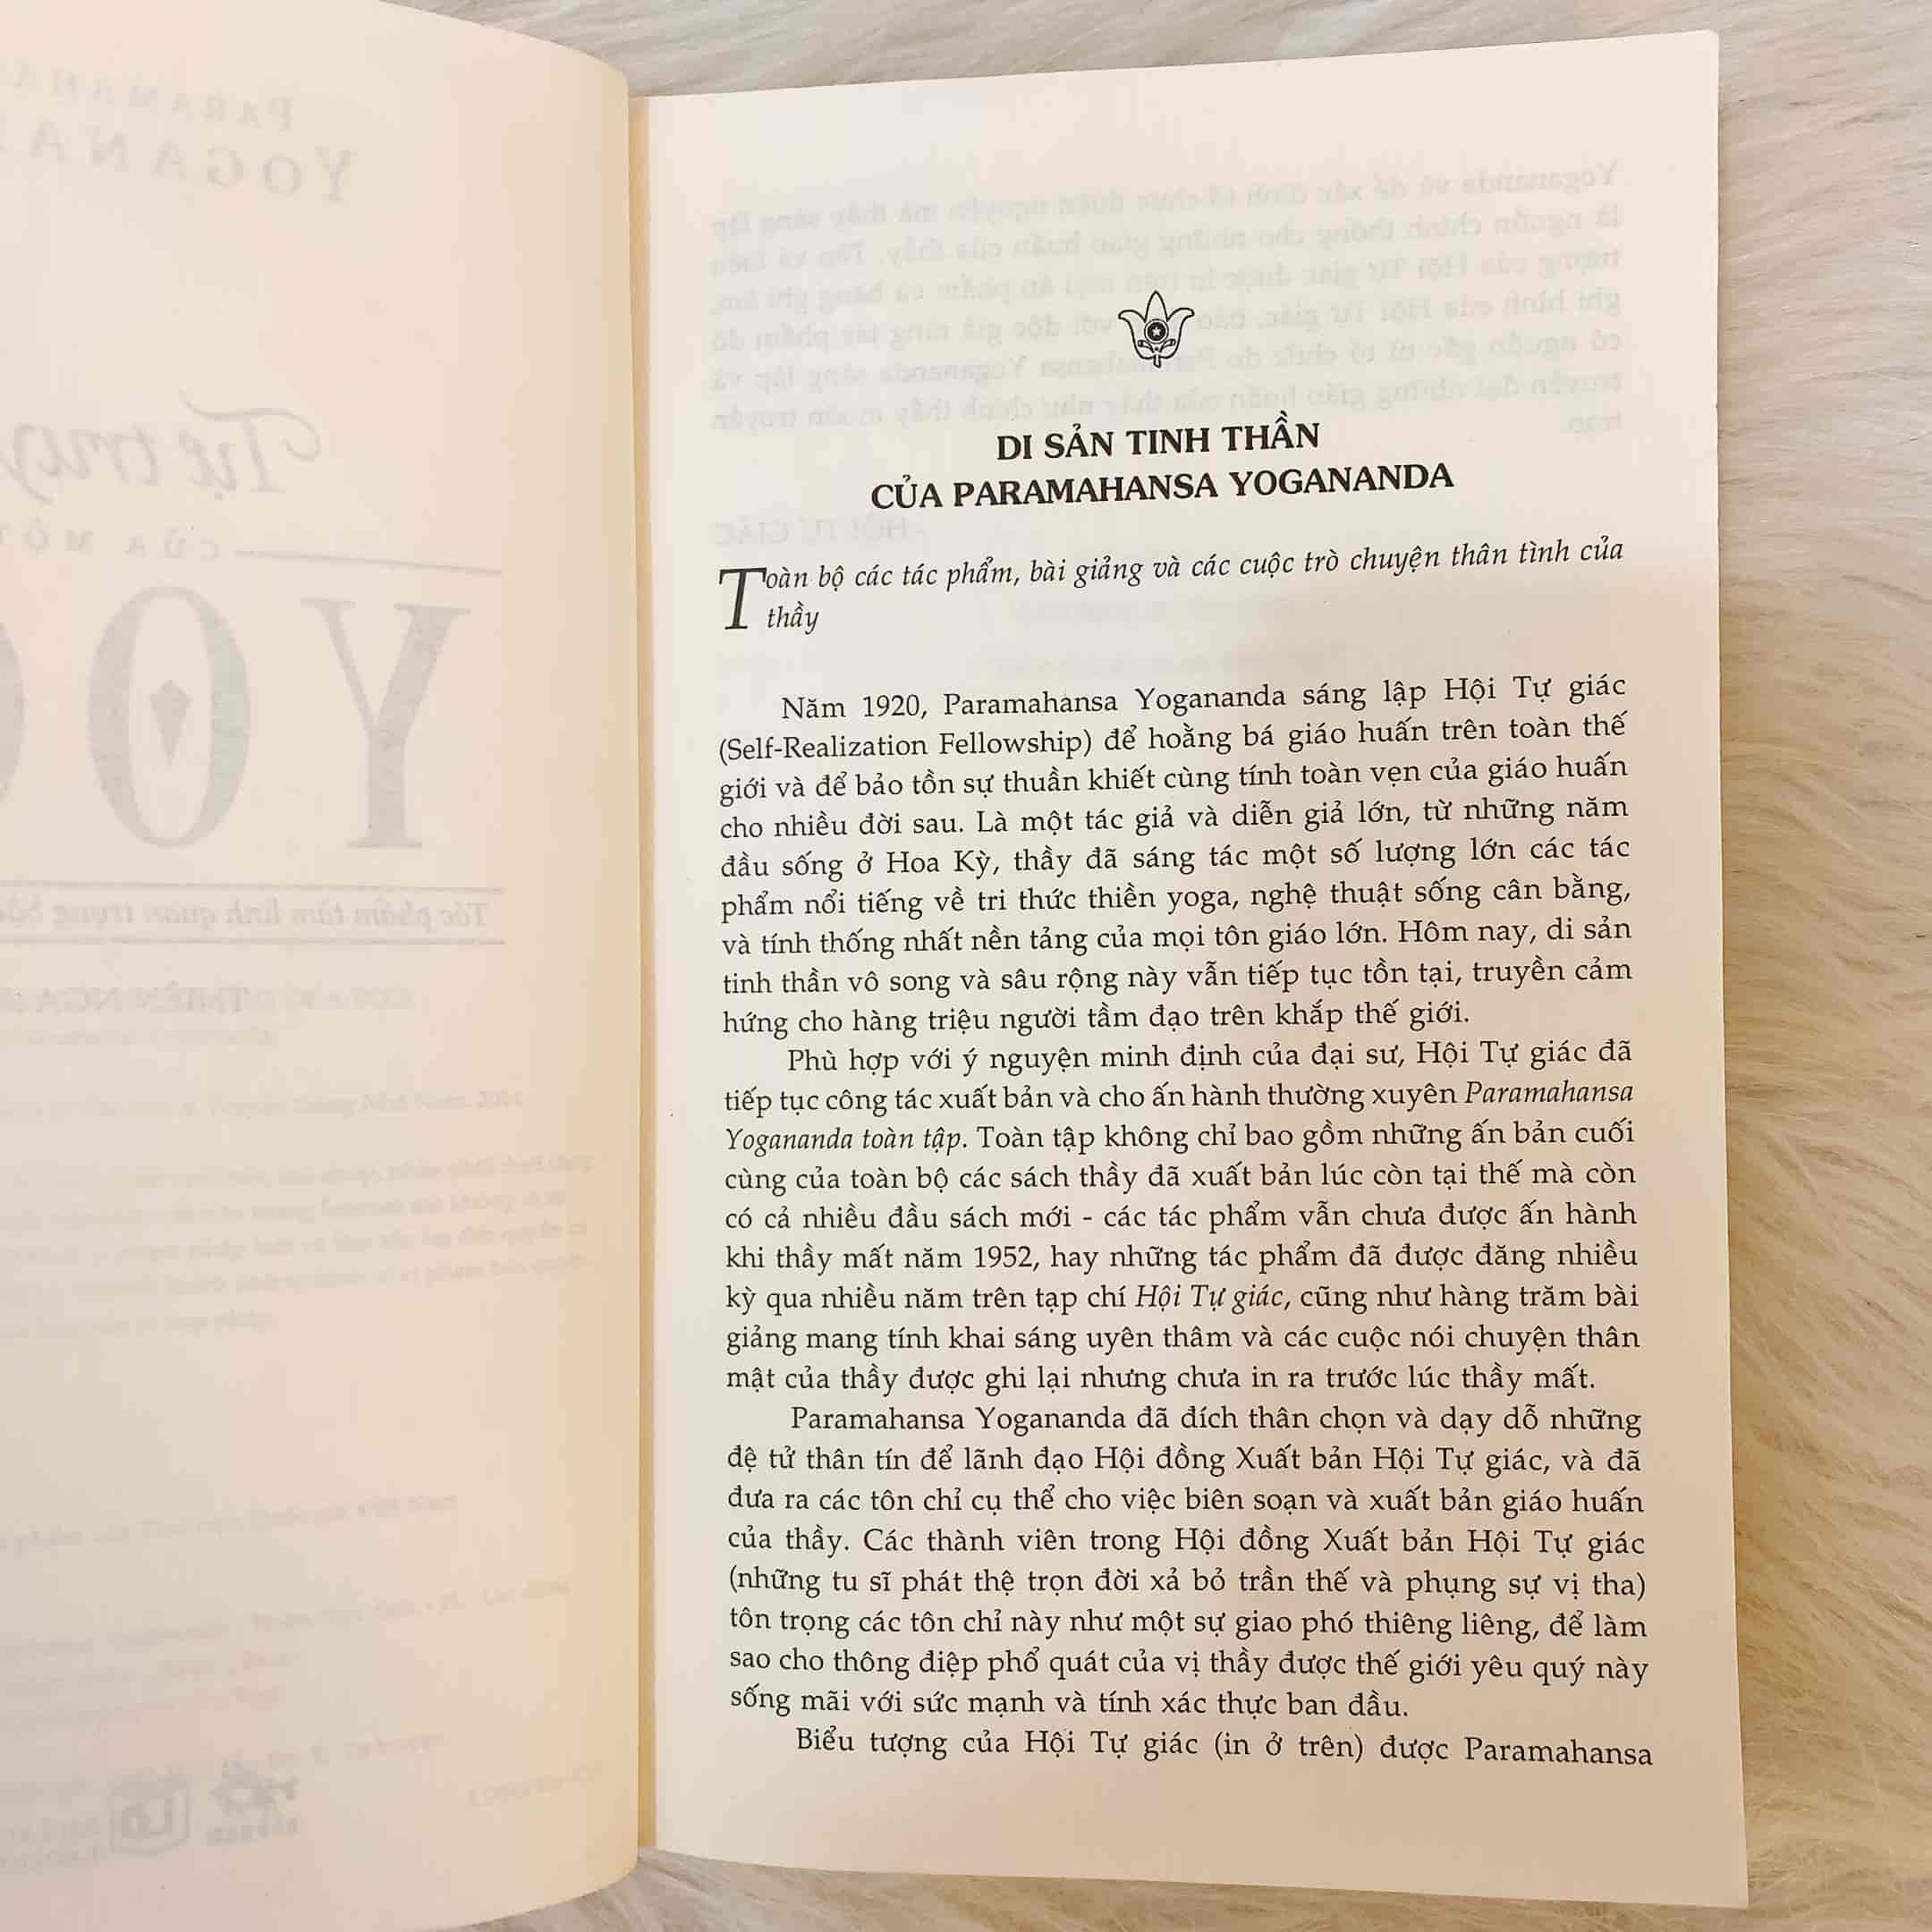 DI SẢN TINH THẦN
CỦA PARAMAHANSA YOGANANDA
Toàn bộ các tác phẩm, bài giảng và các cuộc trò chuyện thân tình của
thầy
Năm 1920, Paramahansa Yogananda sáng lập Hội Tự giác
(Self-Realization Fellowship) để hoằng bá giáo huấn trên toàn thế
giới và để bảo tồn sự thuần khiết cùng tính toàn vẹn của giáo huấn
cho nhiều đời sau. Là một tác giả và diễn giả lớn, từ những năm
đầu sống ở Hoa Kỳ, thầy đã sáng tác một số lượng lớn các tác
phẩm nổi tiếng về tri thức thiền yoga, nghệ thuật sống cân bằng,
và tính thống nhất nền tảng của mọi tôn giáo lớn. Hôm nay, di sản
tinh thần vô song và sâu rộng này vẫn tiếp tục tồn tại, truyền cảm
hứng cho hàng triệu người tầm đạo trên khắp thế giới.
Phù hợp với ý nguyện minh định của đại sư, Hội Tự giác đã
tiếp tục công tác xuất bản và cho ấn hành thường xuyên Paramahansa
Yogananda toàn tập. Toàn tập không chỉ bao gồm những ấn bản cuối
cùng của toàn bộ các sách thầy đã xuất bản lúc còn tại thế mà còn
có cả nhiều đầu sách mới - các tác phẩm vẫn chưa được ấn hành
khi thầy mất năm 1952, hay những tác phẩm đã được đăng nhiều
kỳ qua nhiều năm trên tạp chí Hội Tự giác, cũng như hàng trăm bài
giảng mang tính khai sáng uyên thâm và các cuộc nói chuyện thân
mật của thầy được ghi lại nhưng chưa in ra trước lúc thầy mất.
Paramahansa Yogananda đã đích thân chọn và dạy dỗ những
đệ tử thân tín để lãnh đạo Hội đồng Xuất bản Hội Tự giác, và đã
đưa ra các tôn chỉ cụ thể cho việc biên soạn và xuất bản giáo huấn
của thầy. Các thành viên trong Hội đồng Xuất bản Hội Tự giác
(những tu sĩ phát thệ trọn đời xả bỏ trần thế và phụng sự vị tha)
tôn trọng các tôn chỉ này như một sự giao phó thiêng liêng, để làm
sao cho thông điệp phổ quát của vị thầy được thế giới yêu quý này
sống mãi với sức mạnh và tính xác thực ban đầu.
Biểu tượng của Hội Tự giác (in ở trên) được Paramahansa